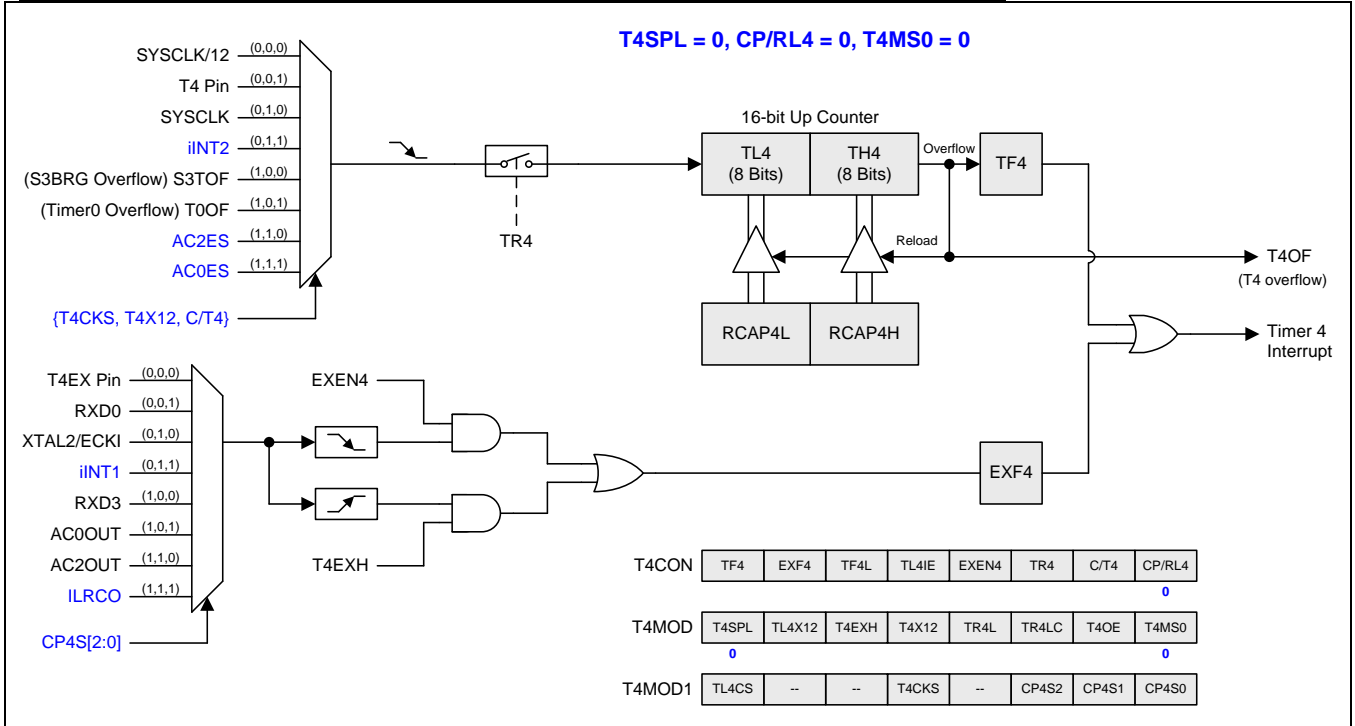 T4SPL = 0, CP/RL4 = 0, T4MS0 = 0
SYSCLK/12 (0,0,0)
T4 Pin (0,0,1)
SYSCLK (0,1,0)
iINT2 (0,1,1)
(S3BRG Overflow) S3TOF (1,0,0)
(Timer0 Overflow) T0OF (1,0,1)
AC2ES (1,1,0)
AC0ES (1,1,1)
{T4CKS, T4X12, C/T4}
TR4
16-bit Up Counter
TL4 TH4 Overflow TF4
(8 Bits) (8 Bits)
Reload
T4OF
(T4 overflow)
RCAP4L RCAP4H
Timer 4
Interrupt
T4EX Pin (0,0,0)
RXD0 (0,0,1)
XTAL2/ECKI (0,1,0)
iINT1 (0,1,1)
RXD3 (1,0,0)
AC0OUT (1,0,1)
AC2OUT (1,1,0)
ILRCO (1,1,1)
CP4S[2:0]
EXEN4
T4EXH
EXF4
T4CON TF4 EXF4 TF4L TL4IE EXEN4 TR4 C/T4 CP/RL4
0
T4MOD T4SPL TL4X12 T4EXH T4X12 TR4L TR4LC T4OE T4MS0
0 0
T4MOD1 TL4CS -- -- T4CKS -- CP4S2 CP4S1 CP4S0